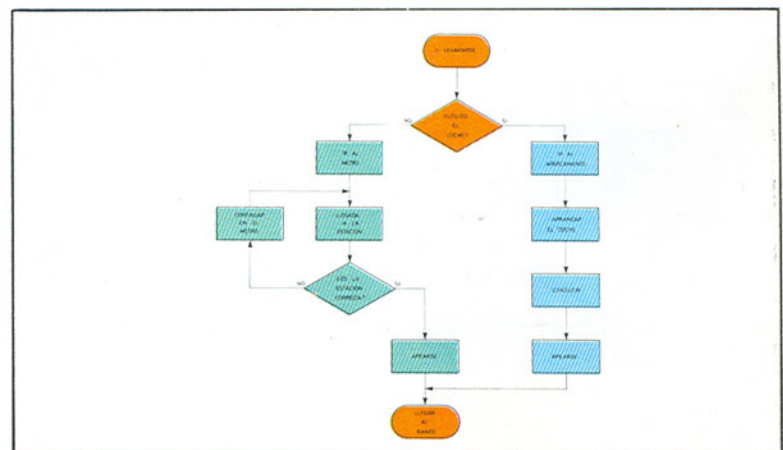 1- LEVANTARSE
¿UTILIZO
EL
COCHE?
NO
SI
IR AL
METRO
IR AL
APARCAMIENTO
CONTINUAR
EN EL
METRO
LLEGADA
A LA
ESTACION
ARRANCAR
EL COCHE
¿ES LA
ESTACION
CORRECTA?
NO
SI
CONDUCIR
APEARSE
APEARSE
LLEGAR
AL